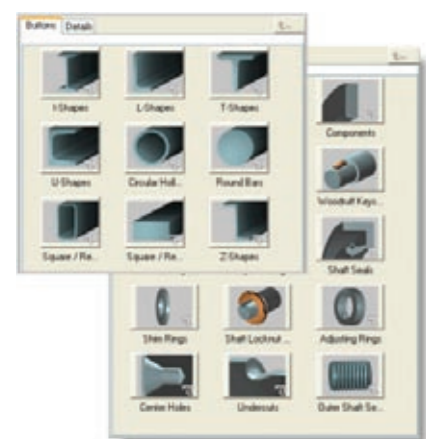 Buttons Details
I-Shapes L-Shapes T-Shapes
U-Shapes Circular Holl... Round Bars
Square / Re... Square / Re... Z-Shapes
Components
Woodruff Keys...
Shaft Seals
Shim Rings Shaft Locknut ... Adjusting Rings
Center Holes Undercuts Outer Shaft Se...